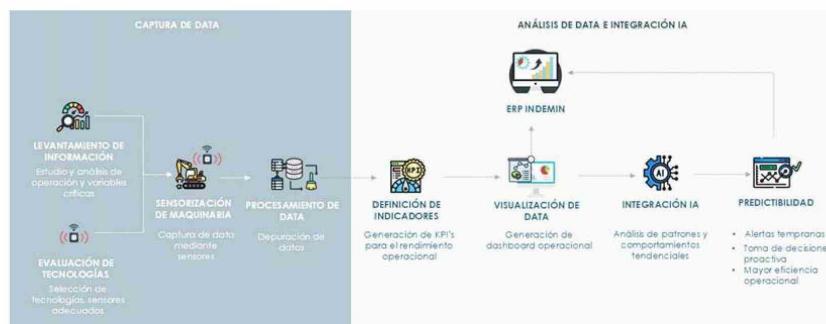 CAPTURA DE DATA
ANÁLISIS DE DATA E INTEGRACIÓN IA
ERP INDEMIN
LEVANTAMIENTO DE
INFORMACIÓN
Estudio y análisis de
operación y variables
críticas
EVALUACIÓN DE
TECNOLOGÍAS
Selección de
tecnologías, sensores
adecuados
SENSORIZACIÓN
DE MAQUINARIA
Captura de data
mediante
sensores
PROCESAMIENTO DE
DATA
Depuración de
datos
KPI
DEFINICIÓN DE
INDICADORES
Generación de KPI's
para el rendimiento
operacional
VISUALIZACIÓN DE
DATA
Generación de
dashboard operacional
AI
INTEGRACIÓN IA
Análisis de patrones y
comportamientos
tendenciales
PREDICTIBILIDAD
• Alertas tempranas
• Toma de decisione
proactiva
• Mayor eficiencia
operacional